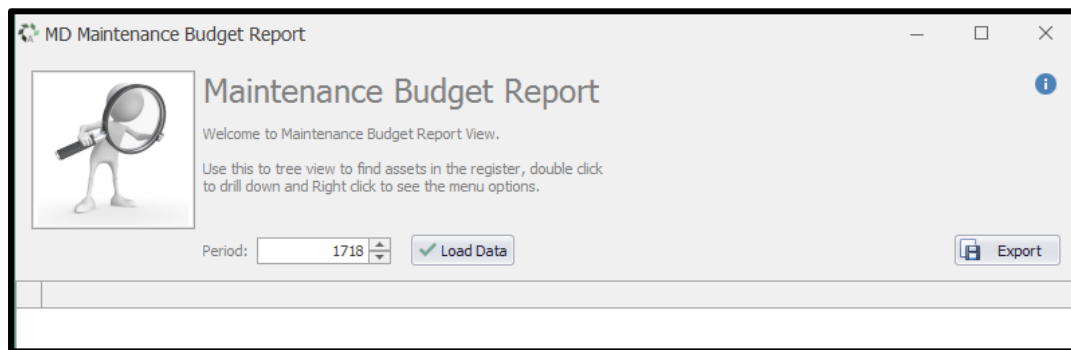 MD Maintenance Budget Report
Maintenance Budget Report
Welcome to Maintenance Budget Report View.
Use this to tree view to find assets in the register, double click
to drill down and Right click to see the menu options.
Period: 1718 Load Data Export